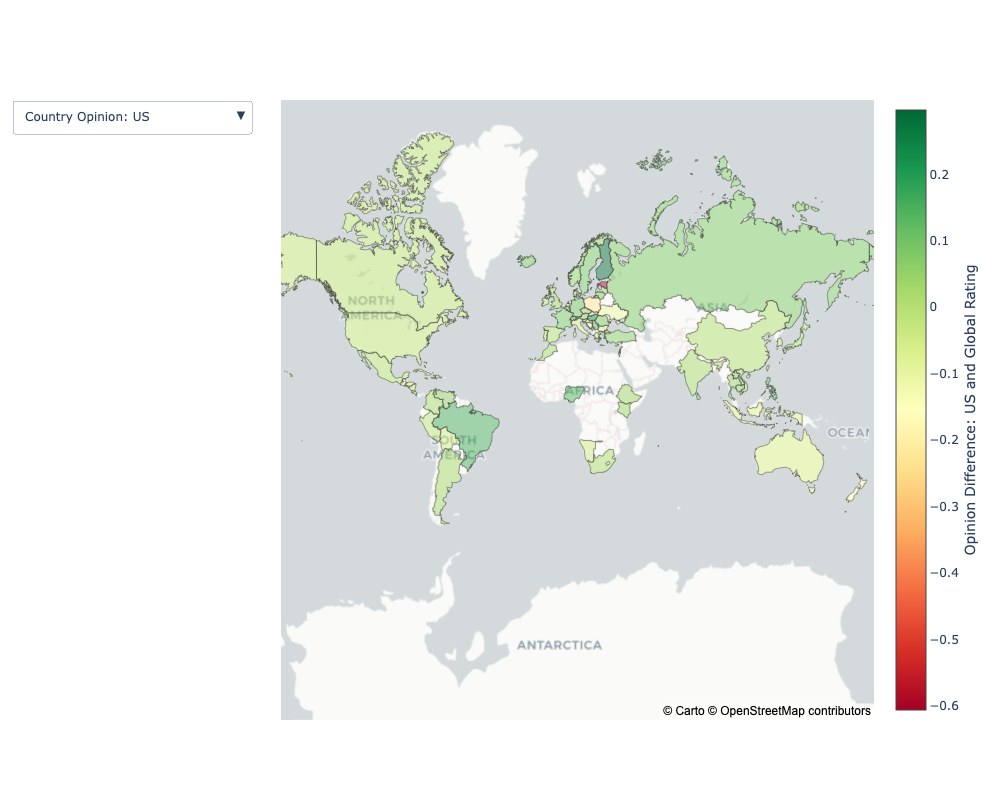 Country Opinion: US ▼
NORTH
AMERICA
ASIA
AFRICA
OCEAN
SOUTH
AMERICA
ANTARCTICA
© Carto © OpenStreetMap contributors
0.2
0.1
0
−0.1
−0.2
−0.3
−0.4
−0.5
−0.6
Opinion Difference: US and Global Rating